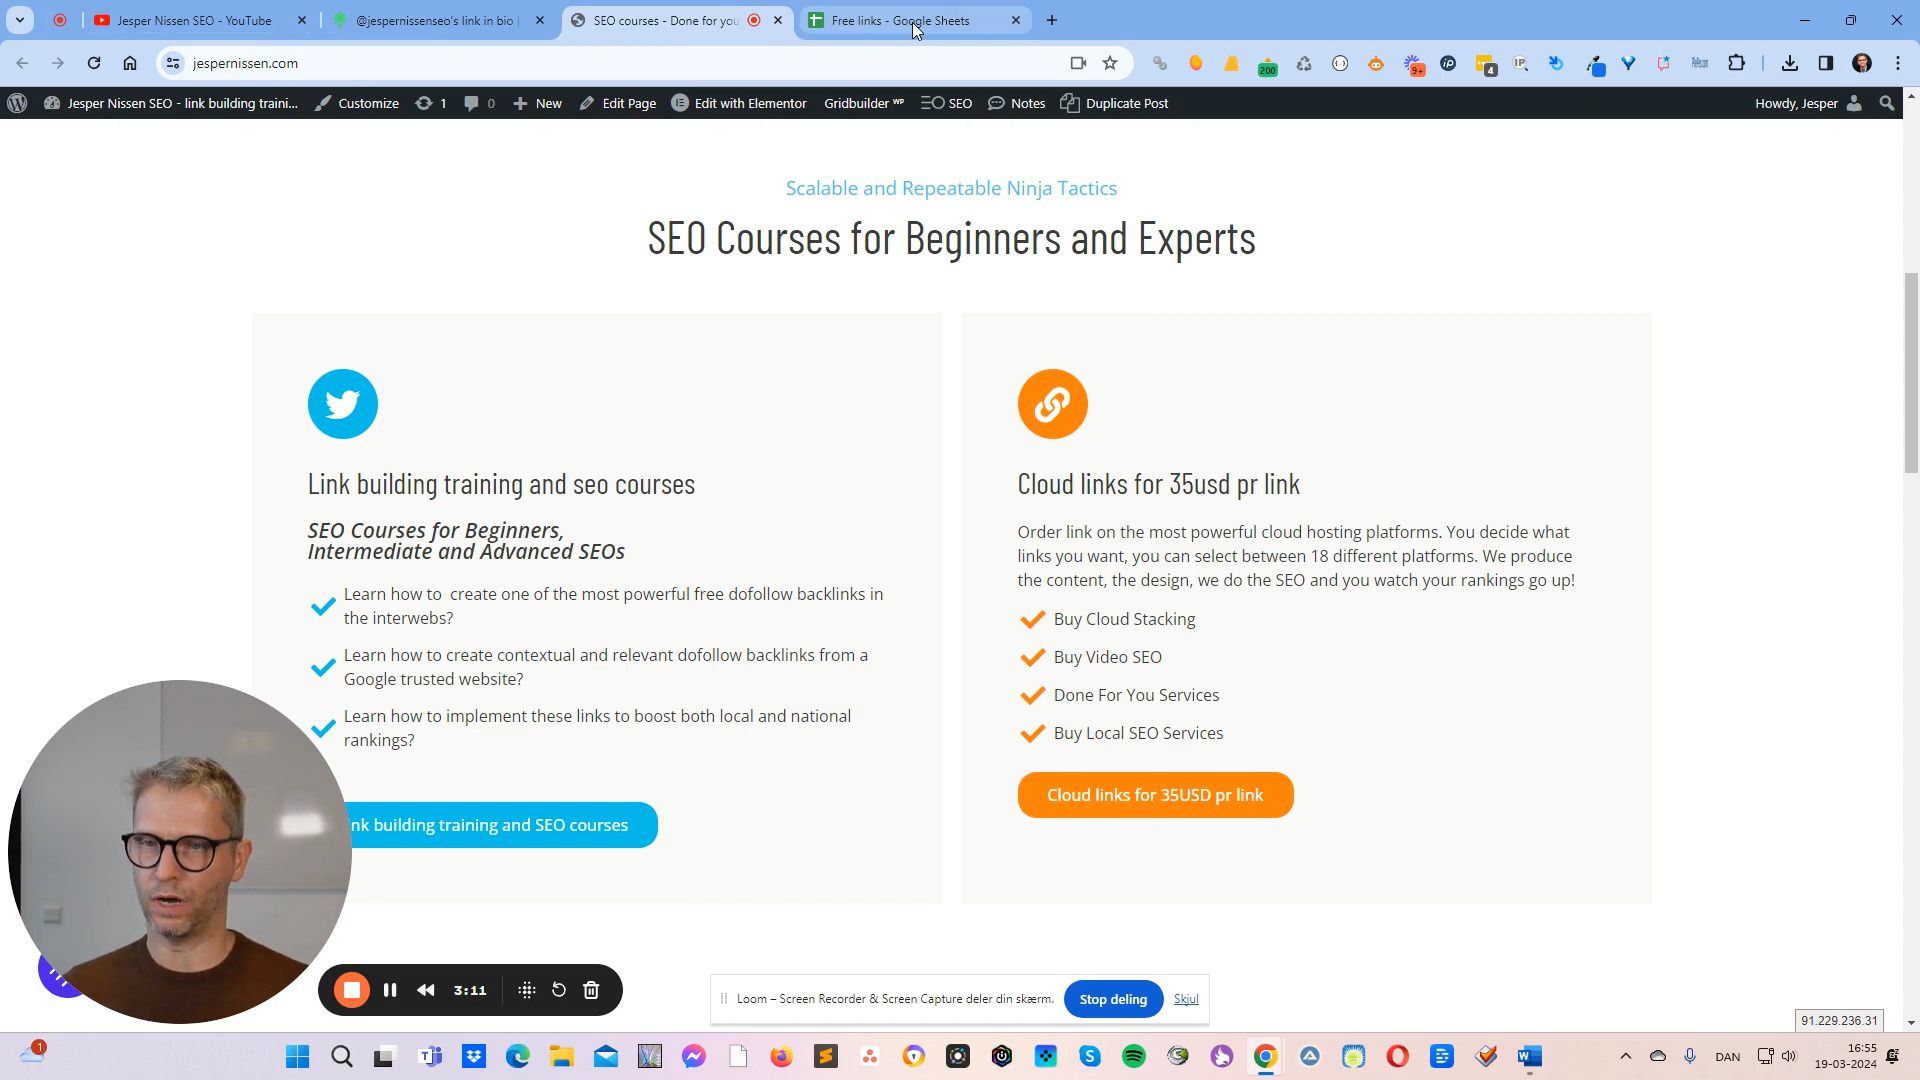 Jesper Nissen SEO - YouTube
@jespernissenseo's link in bio |
SEO courses - Done for you
Free links - Google Sheets
jespernissen.com
200
9+
4
Jesper Nissen SEO - link building traini...
Customize
1
0
New
Edit Page
Edit with Elementor
Gridbuilder WP
SEO
Notes
Duplicate Post
Howdy, Jesper
Scalable and Repeatable Ninja Tactics
SEO Courses for Beginners and Experts
Link building training and seo courses
SEO Courses for Beginners,
Intermediate and Advanced SEOs
Learn how to create one of the most powerful free dofollow backlinks in
the interwebs?
Learn how to create contextual and relevant dofollow backlinks from a
Google trusted website?
Learn how to implement these links to boost both local and national
rankings?
nk building training and SEO courses
Cloud links for 35usd pr link
Order link on the most powerful cloud hosting platforms. You decide what
links you want, you can select between 18 different platforms. We produce
the content, the design, we do the SEO and you watch your rankings go up!
Buy Cloud Stacking
Buy Video SEO
Done For You Services
Buy Local SEO Services
Cloud links for 35USD pr link
3:11
Loom – Screen Recorder & Screen Capture deler din skærm.
Stop deling
Skjul
91.229.236.31
1
DAN
16:55
19-03-2024